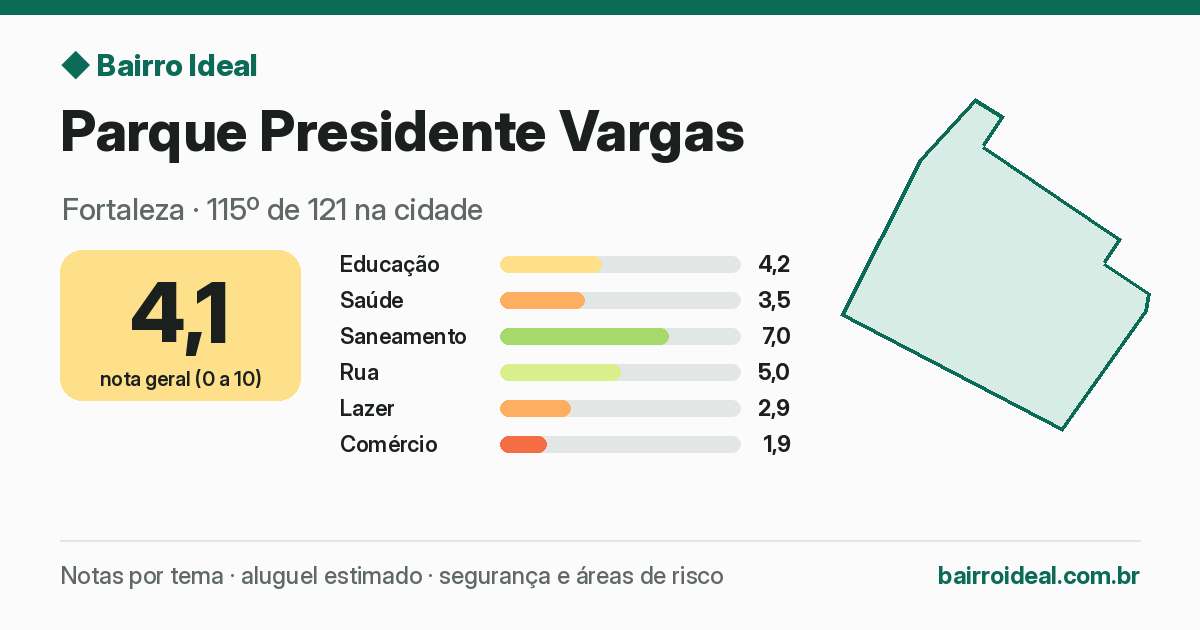 Bairro Ideal
Parque Presidente Vargas
Fortaleza · 115º de 121 na cidade
4,1
nota geral (0 a 10)
Educação 4,2
Saúde 3,5
Saneamento 7,0
Rua 5,0
Lazer 2,9
Comércio 1,9
Notas por tema · aluguel estimado · segurança e áreas de risco
bairroideal.com.br